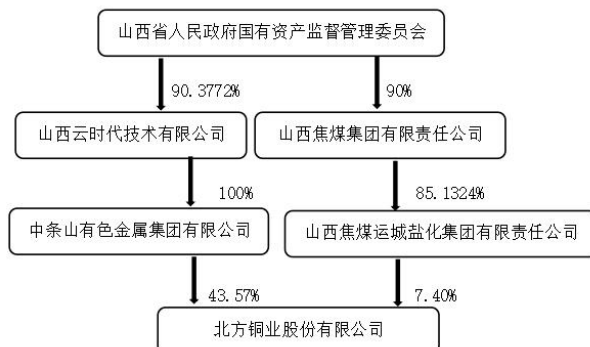 山西省人民政府国有资产监督管理委员会
90.3772%
90%
山西云时代技术有限公司
山西焦煤集团有限责任公司
100%
85.1324%
中条山有色金属集团有限公司
山西焦煤运城盐化集团有限责任公司
43.57%
7.40%
北方铜业股份有限公司